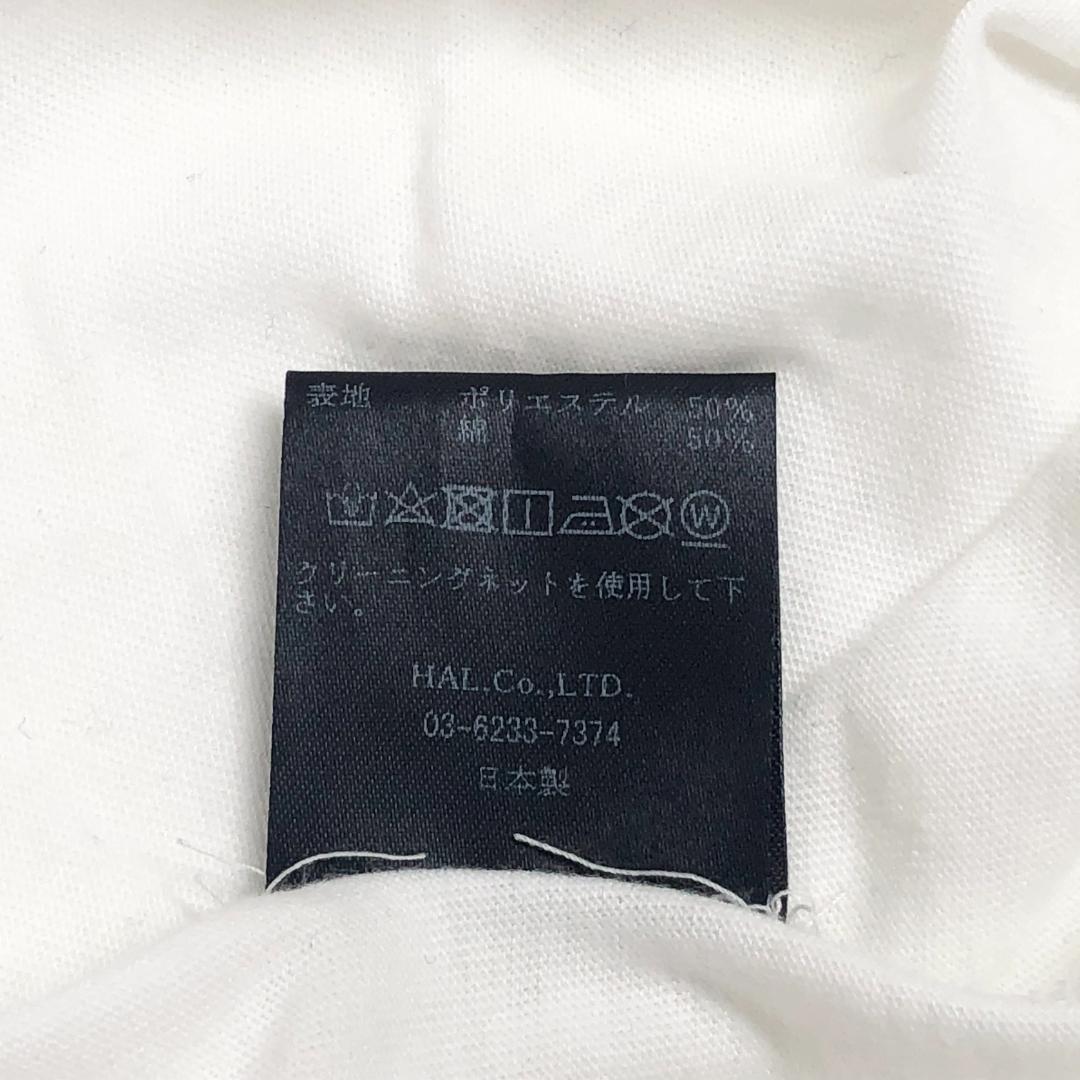 表地 ポリエステル 50%
綿 50%
W
クリーニングネットを使用して下
さい。
HAL.Co.,LTD.
03-6233-7374
日本製